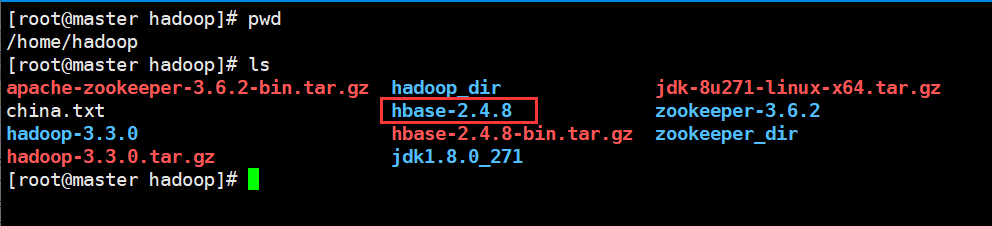 [root@master hadoop]# pwd
/home/hadoop
[root@master hadoop]# ls
apache-zookeeper-3.6.2-bin.tar.gz hadoop_dir jdk-8u271-linux-x64.tar.gz
china.txt hbase-2.4.8 zookeeper-3.6.2
hadoop-3.3.0 hbase-2.4.8-bin.tar.gz zookeeper_dir
hadoop-3.3.0.tar.gz jdk1.8.0_271
[root@master hadoop]#